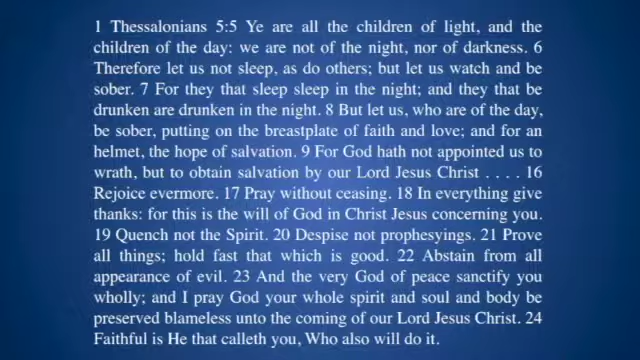 1 Thessalonians 5:5 Ye are all the children of light, and the
children of the day: we are not of the night, nor of darkness. 6
Therefore let us not sleep, as do others; but let us watch and be
sober. 7 For they that sleep sleep in the night; and they that be
drunken are drunken in the night. 8 But let us, who are of the day,
be sober, putting on the breastplate of faith and love; and for an
helmet, the hope of salvation. 9 For God hath not appointed us to
wrath, but to obtain salvation by our Lord Jesus Christ . . . . 16
Rejoice evermore. 17 Pray without ceasing. 18 In everything give
thanks: for this is the will of God in Christ Jesus concerning you.
19 Quench not the Spirit. 20 Despise not prophesyings. 21 Prove
all things; hold fast that which is good. 22 Abstain from all
appearance of evil. 23 And the very God of peace sanctify you
wholly; and I pray God your whole spirit and soul and body be
preserved blameless unto the coming of our Lord Jesus Christ. 24
Faithful is He that calleth you, Who also will do it.